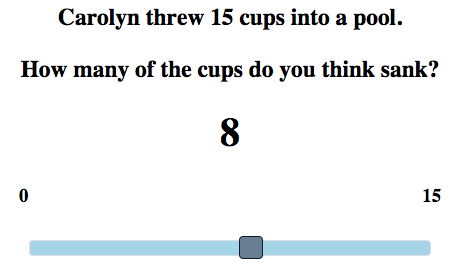 Carolyn threw 15 cups into a pool.
How many of the cups do you think sank?
8
0 15